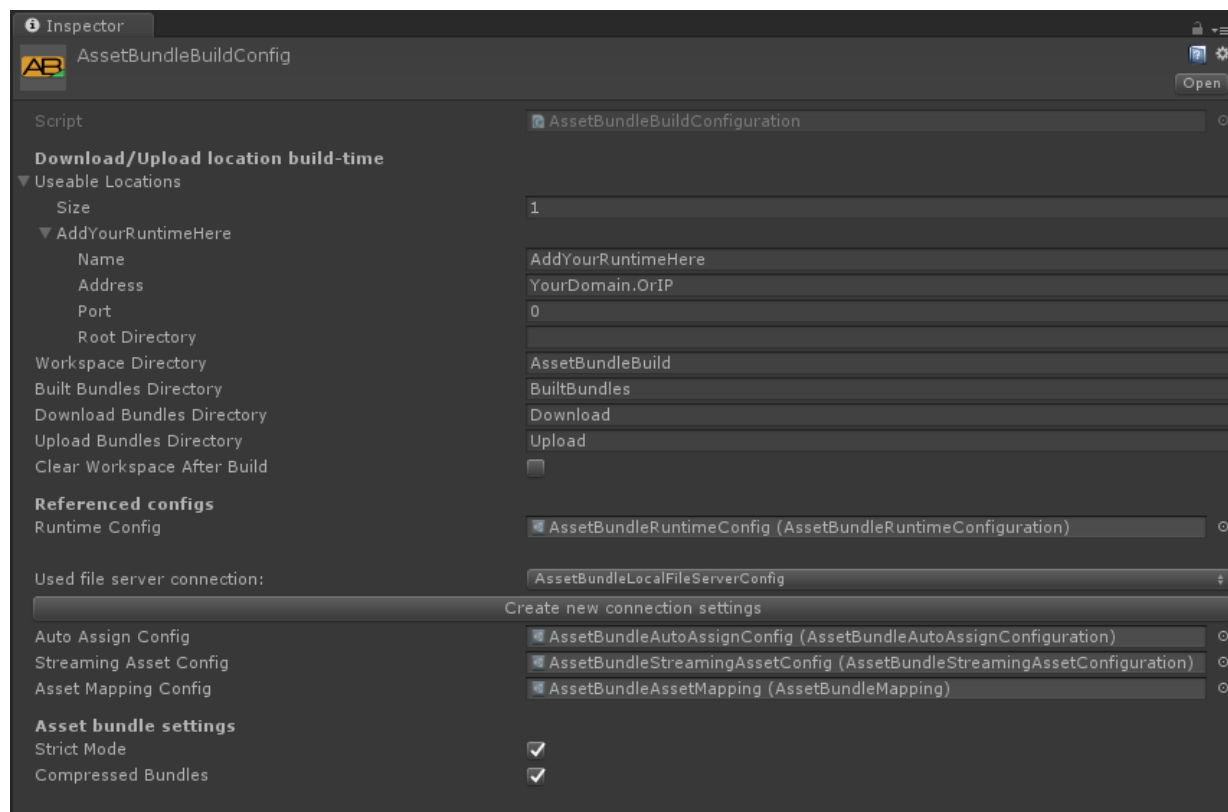 Inspector
AB
AssetBundleBuildConfig
Open
Script AssetBundleBuildConfiguration
Download/Upload location build-time
Useable Locations
Size 1
AddYourRuntimeHere
Name AddYourRuntimeHere
Address YourDomain.OrIP
Port 0
Root Directory
Workspace Directory AssetBundleBuild
Built Bundles Directory BuiltBundles
Download Bundles Directory Download
Upload Bundles Directory Upload
Clear Workspace After Build
Referenced configs
Runtime Config AssetBundleRuntimeConfig (AssetBundleRuntimeConfiguration)
Used file server connection: AssetBundleLocalFileServerConfig
Create new connection settings
Auto Assign Config AssetBundleAutoAssignConfig (AssetBundleAutoAssignConfiguration)
Streaming Asset Config AssetBundleStreamingAssetConfig (AssetBundleStreamingAssetConfiguration)
Asset Mapping Config AssetBundleAssetMapping (AssetBundleMapping)
Asset bundle settings
Strict Mode
Compressed Bundles